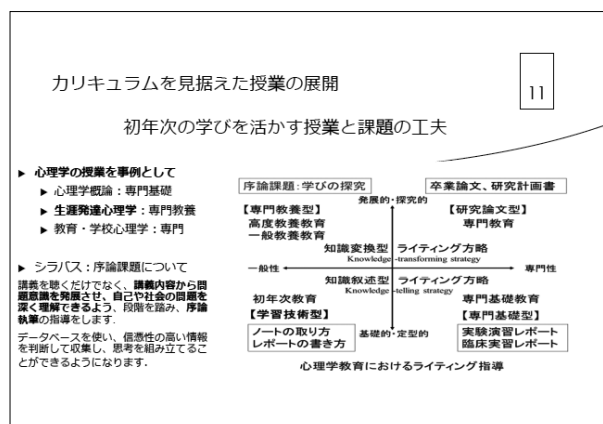 カリキュラムを見据えた授業の展開
11
初年次の学びを活かす授業と課題の工夫
▶ 心理学の授業を事例として
▶ 心理学概論：専門基礎
▶ 生涯発達心理学：専門教養
▶ 教育・学校心理学：専門
▶ シラバス：序論課題について
講義を聴くだけでなく、講義内容から問
題意識を発展させ、自己や社会の問題を
深く理解できるよう、段階を踏み、序論
執筆の指導をします.
データベースを使い、信憑性の高い情報
を判断して収集し、思考を組み立てるこ
とができるようになります.
序論課題：学びの探究
卒業論文、研究計画書
発展的・探究的
【専門教養型】
【研究論文型】
高度教養教育
専門教育
一般教養教育
知識変換型 ライティング方略
Knowledge-transforming strategy
一般性
専門性
知識叙述型 ライティング方略
Knowledge-telling strategy
初年次教育
専門基礎教育
【学習技術型】
【専門基礎型】
ノートの取り方
レポートの書き方
基礎的・定型的
実験演習レポート
臨床実習レポート
心理学教育におけるライティング指導